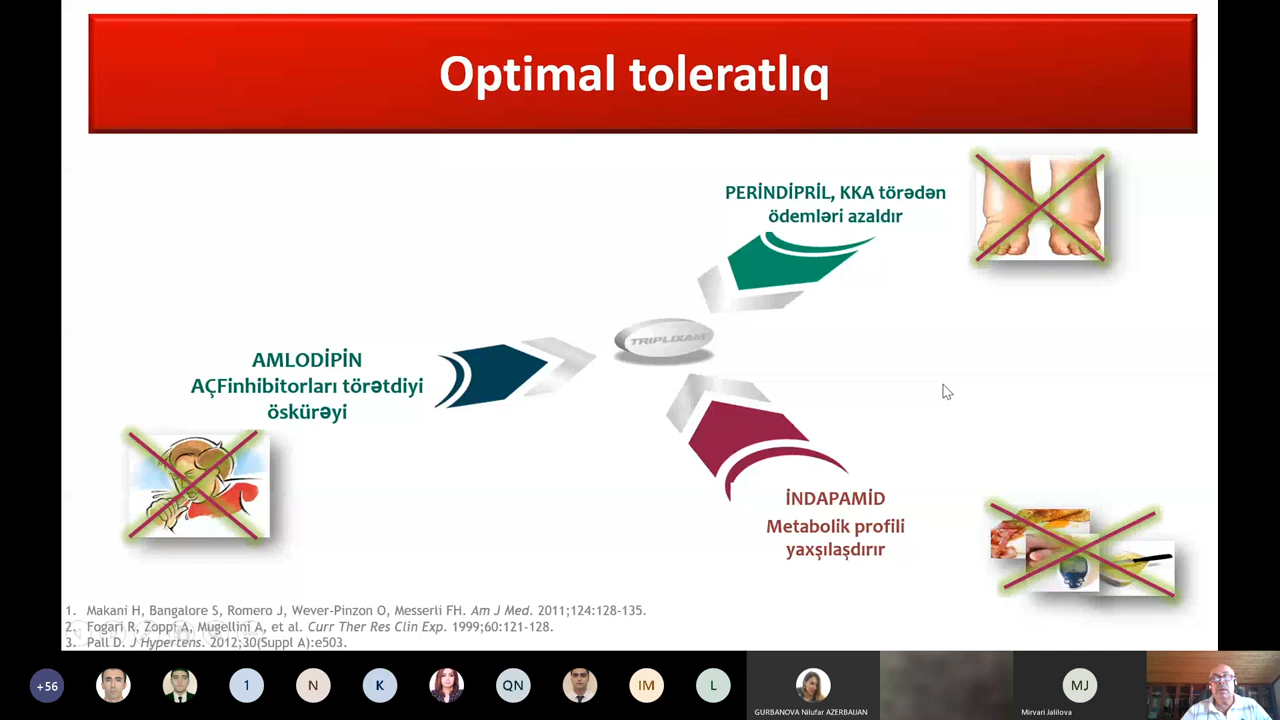 Optimal toleratlıq
PERİNDİPRİL, KKA törədən
ödemləri azaldır
TRIPLIXAM
AMLODİPİN
AÇFinhibitorları törətdiyi
öskürəyi
İNDAPAMİD
Metabolik profili
yaxşılaşdırır
1. Makani H, Bangalore S, Romero J, Wever-Pinzon O, Messerli FH. Am J Med. 2011;124:128-135.
2. Fogari R, Zoppi A, Mugellini A, et al. Curr Ther Res Clin Exp. 1999;60:121-128.
3. Pall D. J Hypertens. 2012;30(Suppl A):e503.
+56
1
N
K
QN
IM
L
GURBANOVA Nilufar AZERBAIJAN
MJ
Mirvari Jalilova